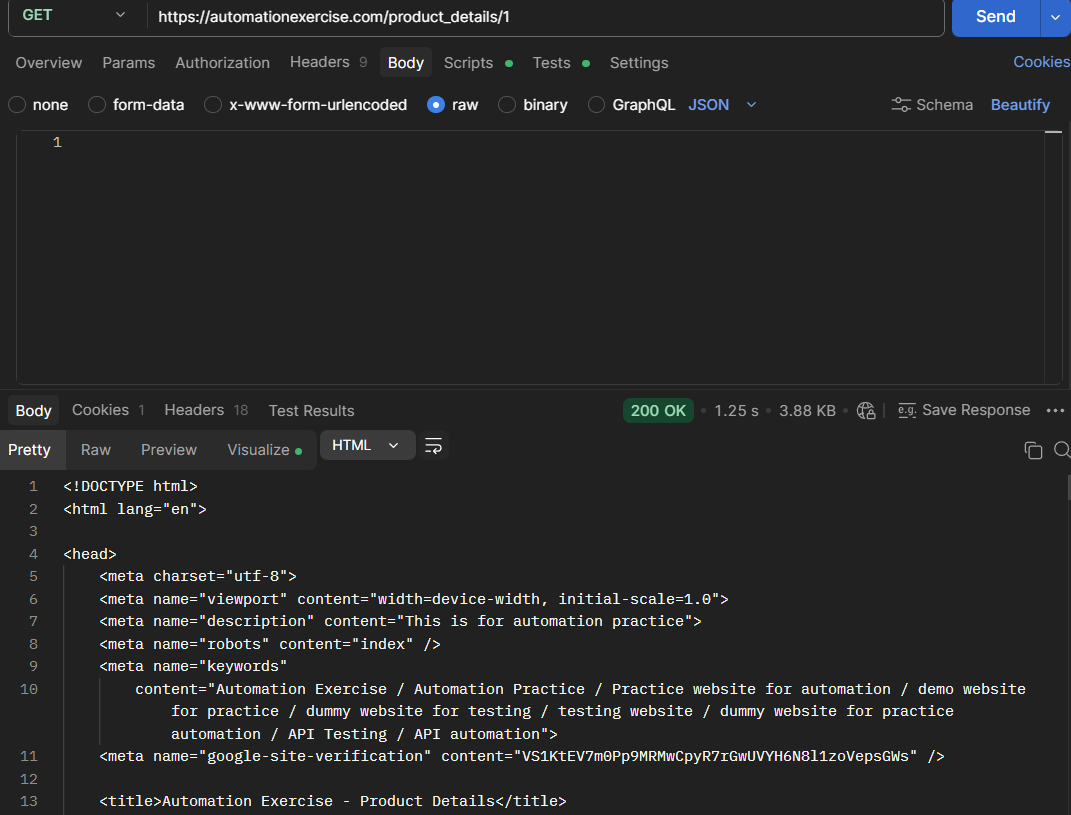 GET https://automationexercise.com/product_details/1 Send
Overview Params Authorization Headers 9 Body Scripts Tests Settings Cookies
none form-data x-www-form-urlencoded raw binary GraphQL JSON Schema Beautify
1
Body Cookies 1 Headers 18 Test Results 200 OK • 1.25 s • 3.88 KB • e.g. Save Response
Pretty Raw Preview Visualize HTML
1 <!DOCTYPE html>
2 <html lang="en">
3
4 <head>
5 <meta charset="utf-8">
6 <meta name="viewport" content="width=device-width, initial-scale=1.0">
7 <meta name="description" content="This is for automation practice">
8 <meta name="robots" content="index" />
9 <meta name="keywords"
10 content="Automation Exercise / Automation Practice / Practice website for automation / demo website
for practice / dummy website for testing / testing website / dummy website for practice
automation / API Testing / API automation">
11 <meta name="google-site-verification" content="VS1KtEV7m0Pp9MRMwCpyR7rGwUVYH6N8l1zoVepsGWs" />
12
13 <title>Automation Exercise - Product Details</title>